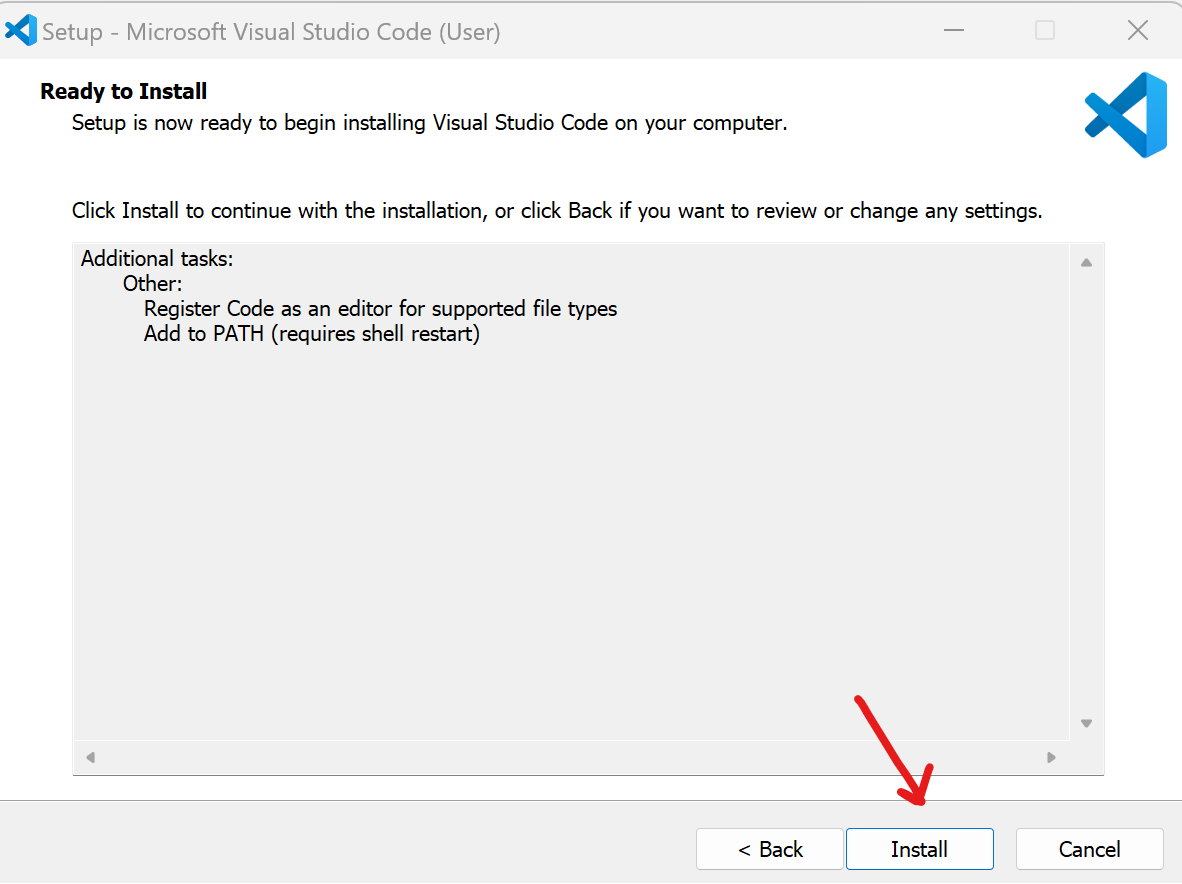 Setup - Microsoft Visual Studio Code (User)
Ready to Install
Setup is now ready to begin installing Visual Studio Code on your computer.
Click Install to continue with the installation, or click Back if you want to review or change any settings.
Additional tasks:
Other:
Register Code as an editor for supported file types
Add to PATH (requires shell restart)
< Back
Install
Cancel